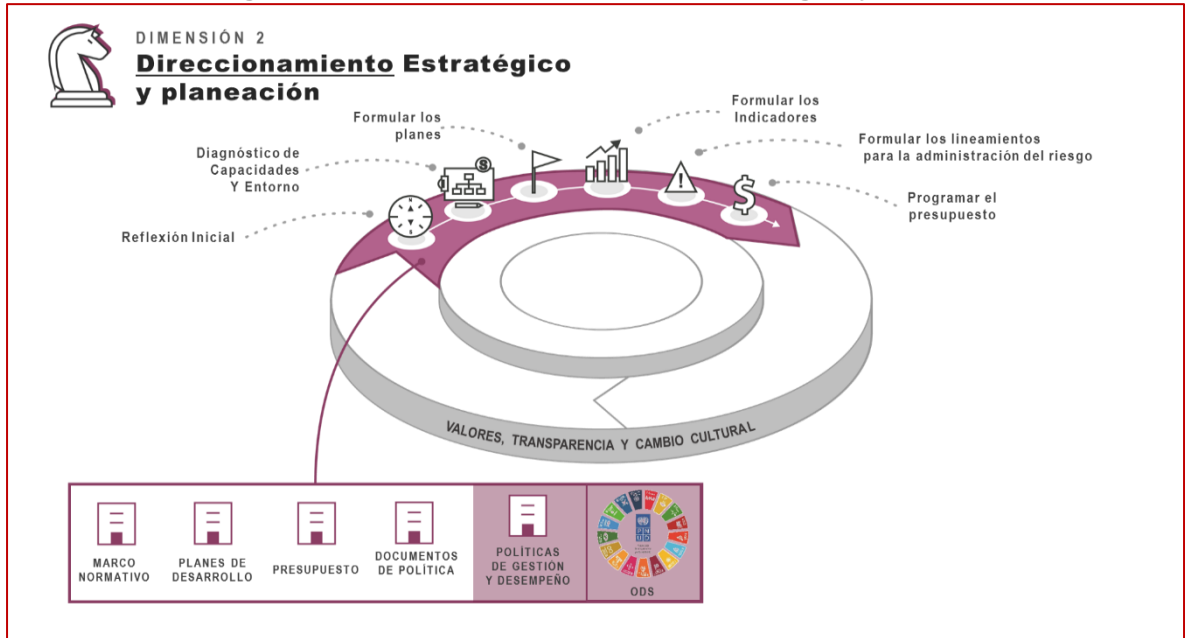 DIMENSIÓN 2
Direccionamiento Estratégico
y planeación
Reflexión Inicial
Diagnóstico de
Capacidades
Y Entorno
Formular los
planes
Formular los
Indicadores
Formular los lineamientos
para la administración del riesgo
Programar el
presupuesto
VALORES, TRANSPARENCIA Y CAMBIO CULTURAL
MARCO
NORMATIVO
PLANES DE
DESARROLLO
PRESUPUESTO
DOCUMENTOS
DE POLÍTICA
POLÍTICAS
DE GESTIÓN
Y DESEMPEÑO
ODS